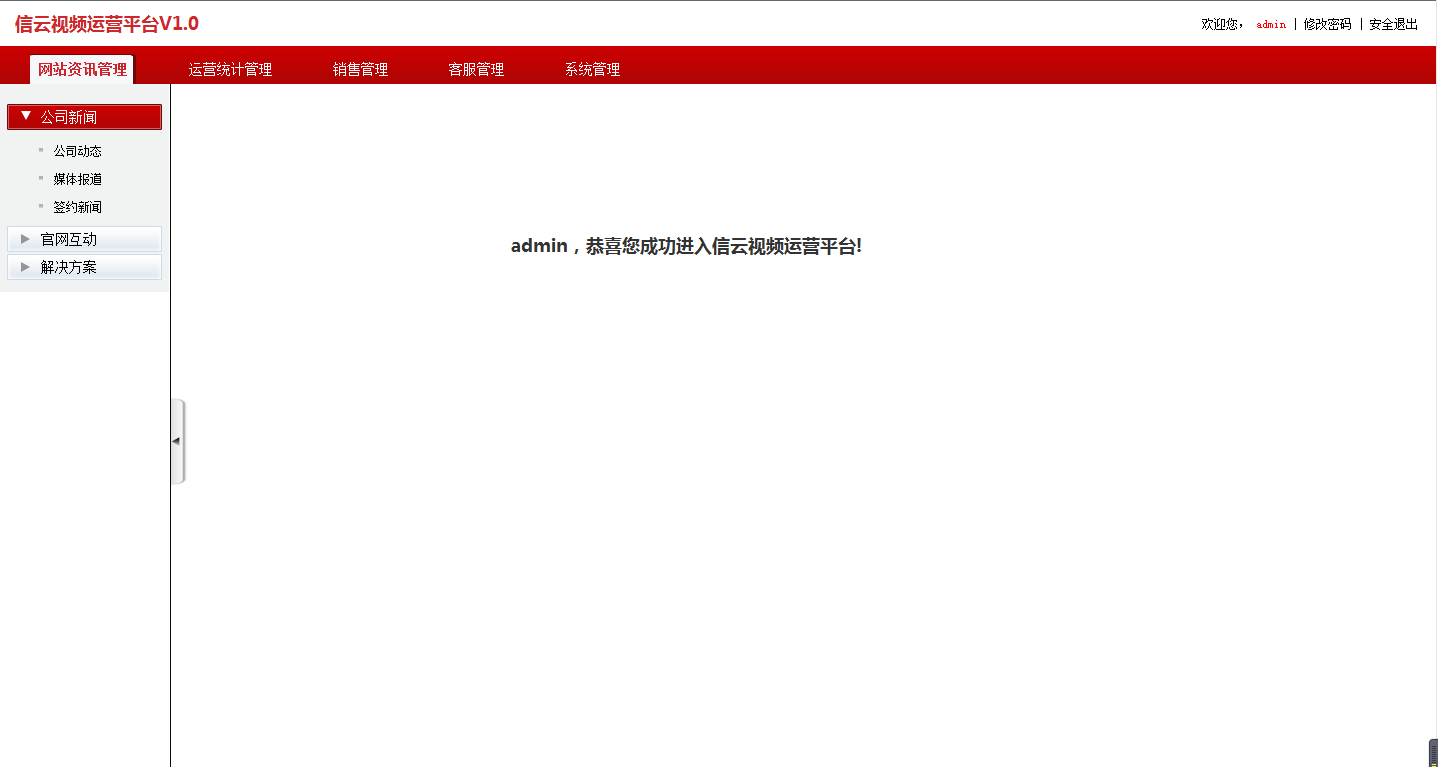 信云视频运营平台V1.0
欢迎您， admin | 修改密码 | 安全退出
网站资讯管理 运营统计管理 销售管理 客服管理 系统管理
公司新闻
公司动态
媒体报道
签约新闻
官网互动
解决方案
admin，恭喜您成功进入信云视频运营平台!